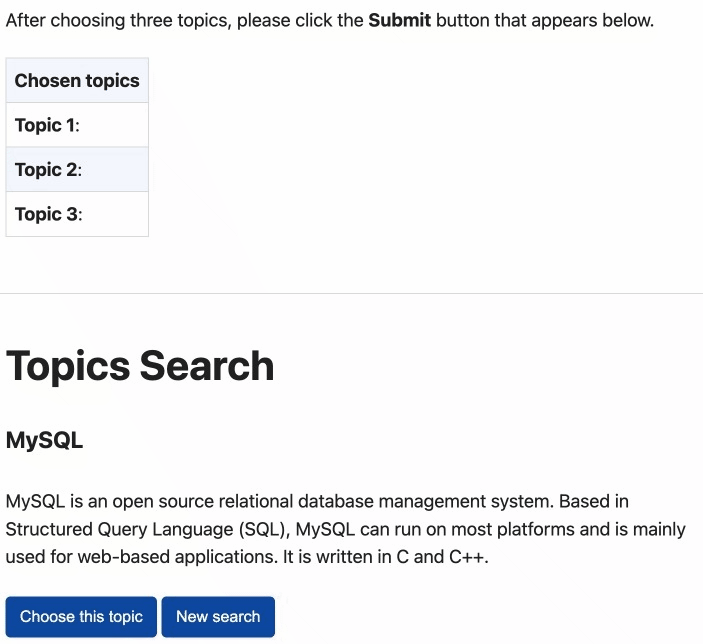 After choosing three topics, please click the Submit button that appears below.
Chosen topics
Topic 1:
Topic 2:
Topic 3:
Topics Search
MySQL
MySQL is an open source relational database management system. Based in
Structured Query Language (SQL), MySQL can run on most platforms and is mainly
used for web-based applications. It is written in C and C++.
Choose this topic New search